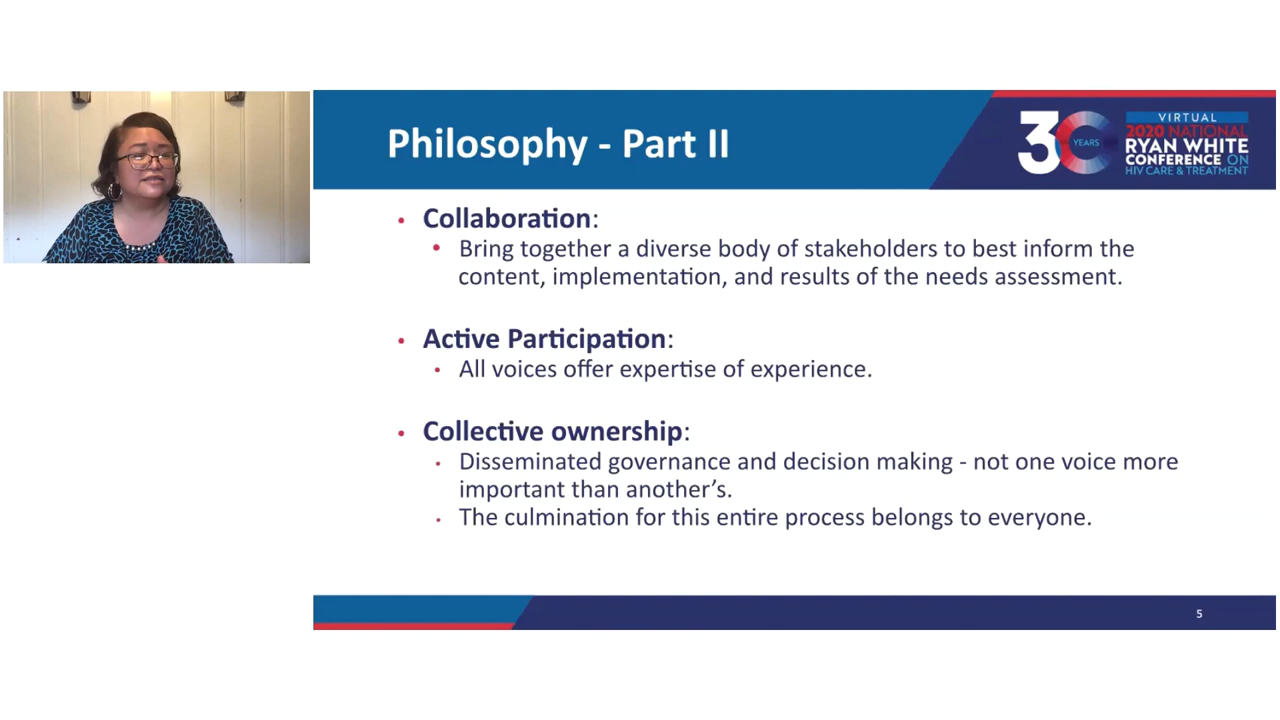 Philosophy - Part II
30
YEARS
VIRTUAL
2020 NATIONAL
RYAN WHITE
CONFERENCE ON
HIV CARE & TREATMENT
• Collaboration:
• Bring together a diverse body of stakeholders to best inform the
content, implementation, and results of the needs assessment.
• Active Participation:
• All voices offer expertise of experience.
• Collective ownership:
• Disseminated governance and decision making - not one voice more
important than another’s.
• The culmination for this entire process belongs to everyone.
5